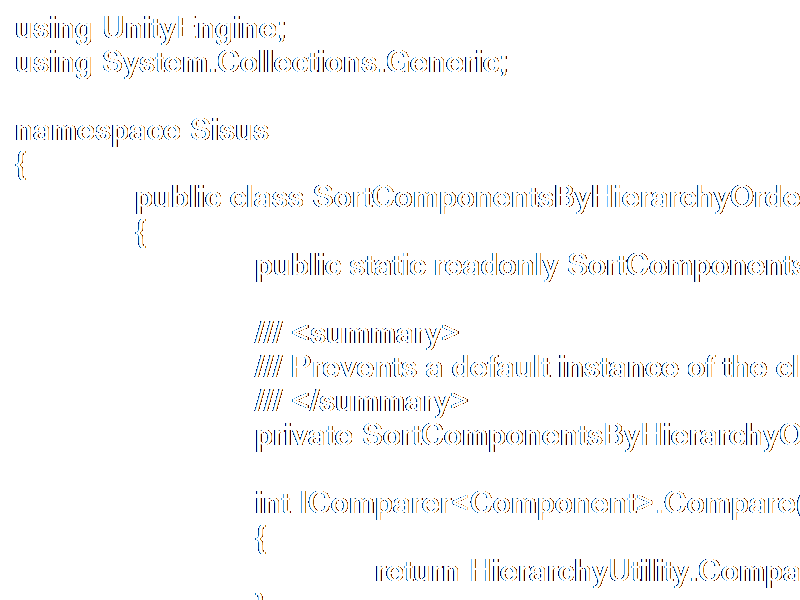 using UnityEngine;
using System.Collections.Generic;
namespace Sisus
{
public class SortComponentsByHierarchyOrde
{
public static readonly SortComponents
//// <summary>
//// Prevents a default instance of the cl
//// </summary>
private SortComponentsByHierarchyO
int IComparer<Component>.Compare(
{
return HierarchyUtility.Compa
}